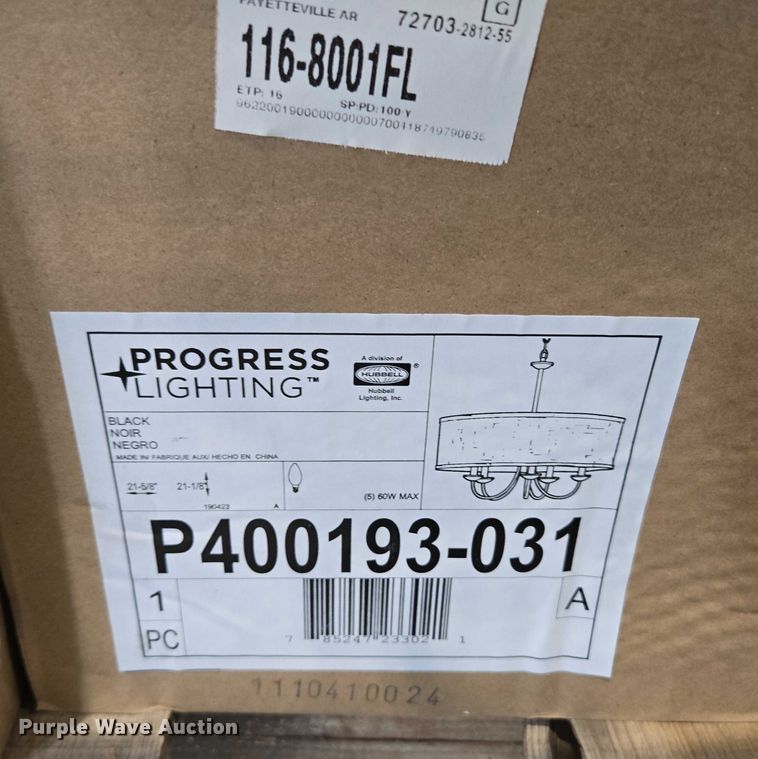 FAYETTEVILLE AR
72703-2812-55
G
116-8001FL
ETP: 16
SP:PD:100:Y
PROGRESS
LIGHTING™
A division of
HUBBELL®
Hubbell
Lighting, Inc.
BLACK
NOIR
NEGRO
MADE IN/ FABRIQUE AUX/ HECHO EN CHINA
21-5/8" 21-1/8"
190423 A
(5) 60W MAX
P400193-031
1
PC
A
7 85247 23302 1
1110410024
Purple Wave Auction